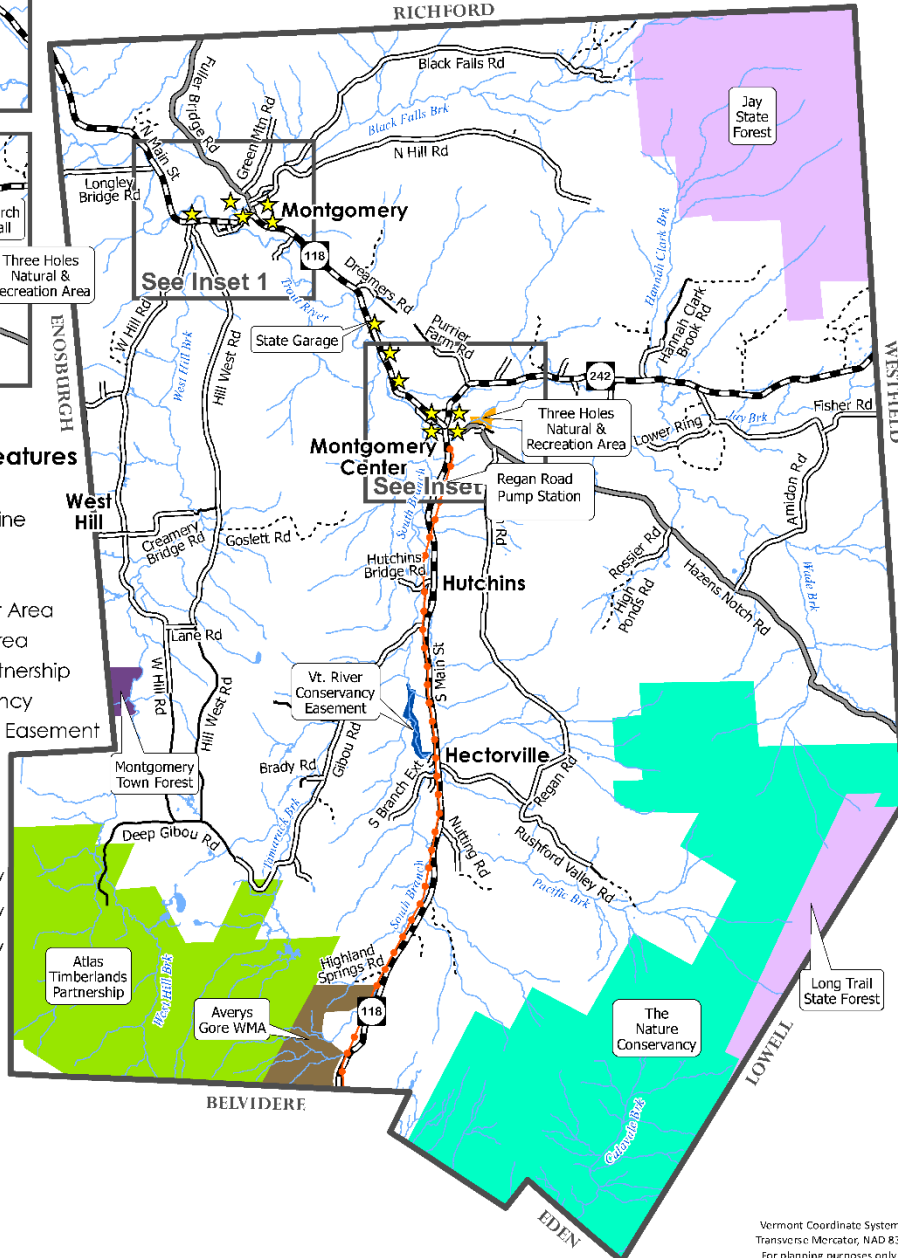 RICHFORD
Black Falls Rd
Fuller Bridge Rd
Green Mtn Rd
Black Falls Brk
N Hill Rd
N Main St
Jay
State
Forest
Longley
Bridge Rd
Montgomery
118
See Inset 1
Three Holes
Natural &
Recreation Area
Hannah Clark Brk
Dreamers Rd
Trout River
State Garage
Purrier
Farm Rd
Hannah Clark
Brook Rd
ENOSBURGH
W Hill Rd
West Hill Brk
Hill West Rd
242
WESTFIELD
Three Holes
Natural &
Recreation Area
Jay Brk
Fisher Rd
Lower Ring
Montgomery
Center
See Inset
Regan Road
Pump Station
South Branch
Amidon Rd
West
Hill
Creamery
Bridge Rd
Goslett Rd
Rd
Hutchins
Bridge Rd
Hutchins
Rossier Rd
High
Ponds Rd
Hazens Notch Rd
Wade Brk
Area
Easement
Lane Rd
W Hill Rd
Hill West Rd
S Main St
Vt. River
Conservancy
Easement
Montgomery
Town Forest
Gibou Rd
Brady Rd
Hectorville
S Branch Ext
Regan Rd
Deep Gibou Rd
Tamarack Brk
Nutting Rd
Rushford Valley Rd
Pacific Brk
South Branch
Highland
Springs Rd
Atlas
Timberlands
Partnership
West Hill Brk
Averys
Gore WMA
118
The
Nature
Conservancy
Long Trail
State Forest
LOWELL
BELVIDERE
Calavale Brk
EDEN
Vermont Coordinate System
Transverse Mercator, NAD 83
For planning purposes only